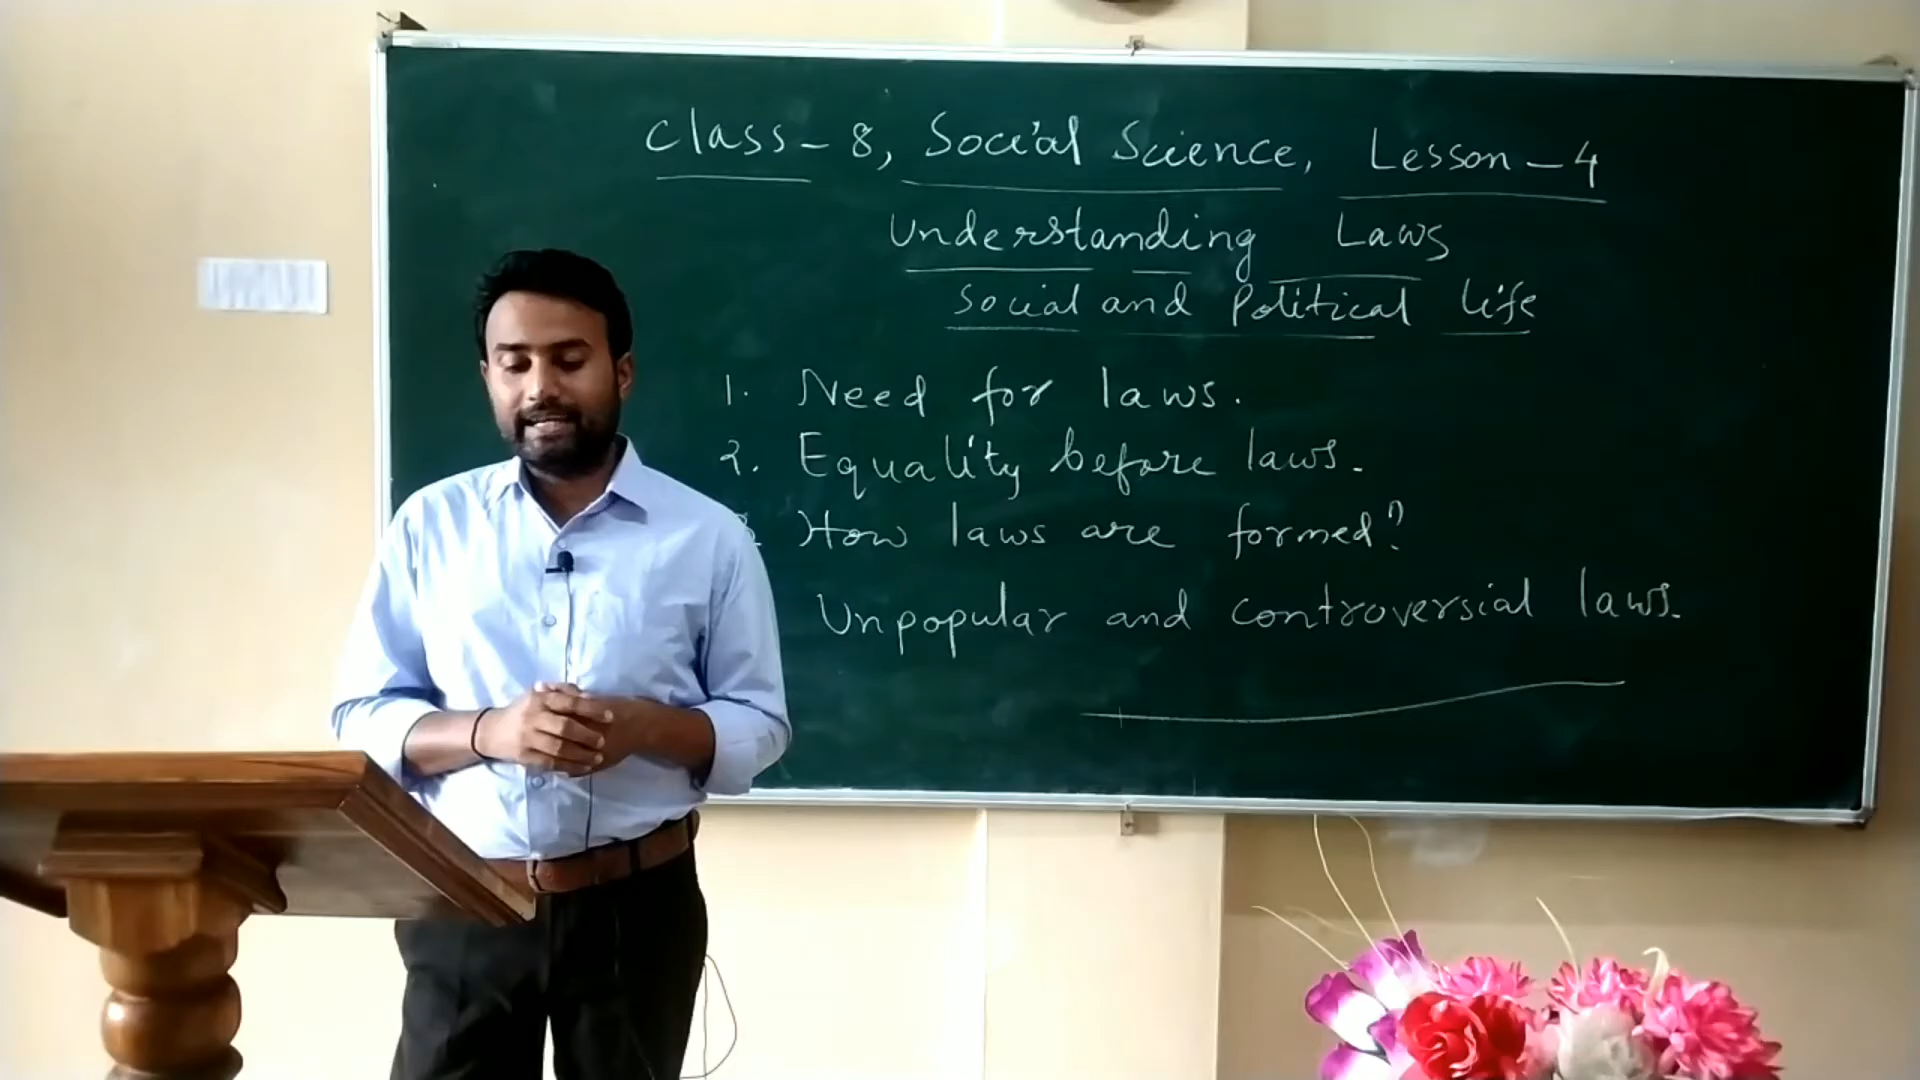 Class - 8, Social Science, Lesson - 4
Understanding Laws
Social and Political life
1. Need for laws.
2. Equality before laws.
3. How laws are formed?
Unpopular and controversial laws.